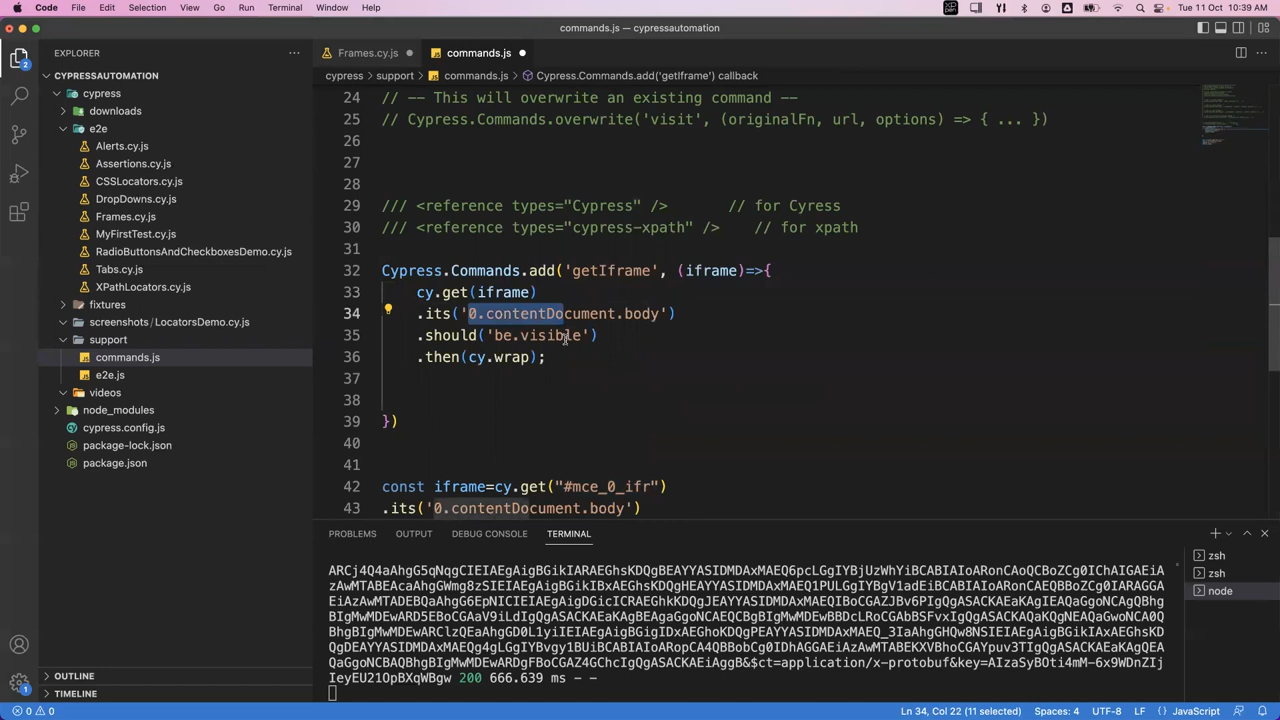 Code File Edit Selection View Go Run Terminal Window Help
Tue 11 Oct 10:39 AM
commands.js — cypressautomation
EXPLORER
Frames.cy.js
commands.js
cypress > support > commands.js > Cypress.Commands.add('getIframe') callback
CYPRESSAUTOMATION
cypress
downloads
e2e
Alerts.cy.js
Assertions.cy.js
CSSLocators.cy.js
DropDowns.cy.js
Frames.cy.js
MyFirstTest.cy.js
RadioButtonsAndCheckboxesDemo.cy.js
Tabs.cy.js
XPathLocators.cy.js
fixtures
screenshots / LocatorsDemo.cy.js
support
commands.js
e2e.js
videos
node_modules
cypress.config.js
package-lock.json
package.json
OUTLINE
TIMELINE
24 // -- This will overwrite an existing command --
25 // Cypress.Commnds.overwrite('visit', (originalFn, url, options) => { ... })
26
27
28
29 /// <reference types="Cypress" /> // for Cyress
30 /// <reference types="cypress-xpath" /> // for xpath
31
32 Cypress.Commands.add('getIframe', (iframe)=>{
33 cy.get(iframe)
34 .its('0.contentDocument.body')
35 .should('be.visible')
36 .then(cy.wrap);
37
38
39 })
40
41
42 const iframe=cy.get("#mce_0_ifr")
43 .its('0.contentDocument.body')
PROBLEMS OUTPUT DEBUG CONSOLE TERMINAL
zsh
zsh
node
IeyEU21OpBXqWBgw 200 666.639 ms - -
0 0
Ln 34, Col 22 (11 selected) Spaces: 4 UTF-8 LF {} JavaScript